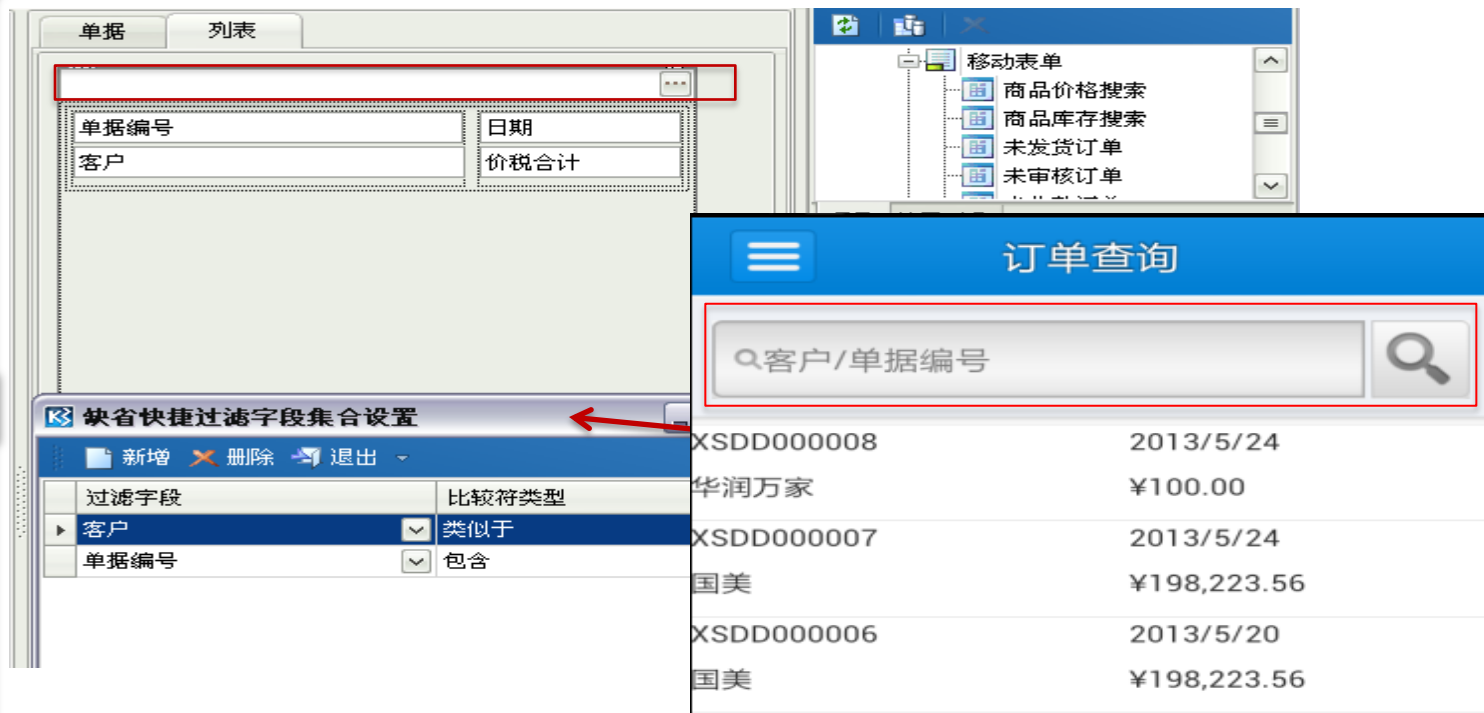 单据 列表
单据编号 日期
客户 价税合计
移动表单
商品价格搜索
商品库存搜索
未发货订单
未审核订单
缺省快捷过滤字段集合设置
新增 删除 退出
过滤字段 比较符类型
客户 类似于
单据编号 包含
订单查询
客户/单据编号
XSDD000008 2013/5/24
华润万家 ¥100.00
XSDD000007 2013/5/24
国美 ¥198,223.56
XSDD000006 2013/5/20
国美 ¥198,223.56